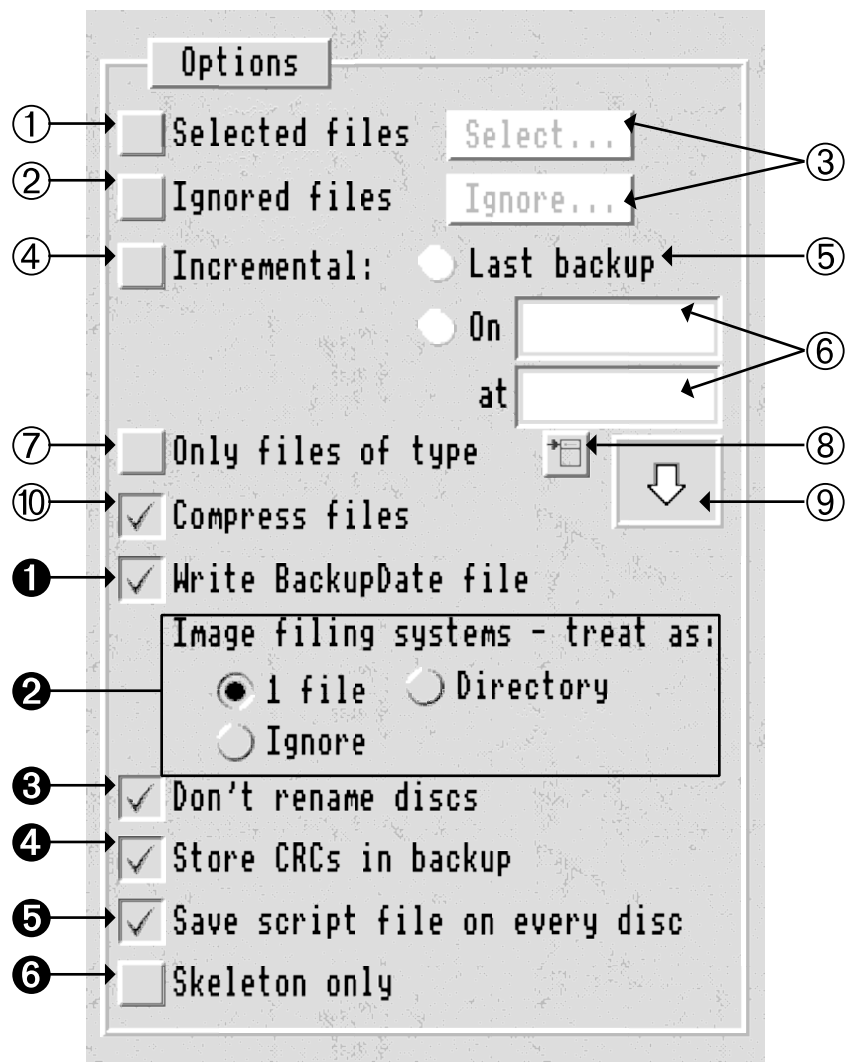 Options
① Selected files Select... ③
② Ignored files Ignore...
④ Incremental: Last backup ⑤
On ⑥
at
⑦ Only files of type ⑧
⑩ Compress files ⑨
❶ Write BackupDate file
Image filing systems - treat as:
❷ 1 file Directory
Ignore
❸ Don't rename discs
❹ Store CRCs in backup
❺ Save script file on every disc
❻ Skeleton only